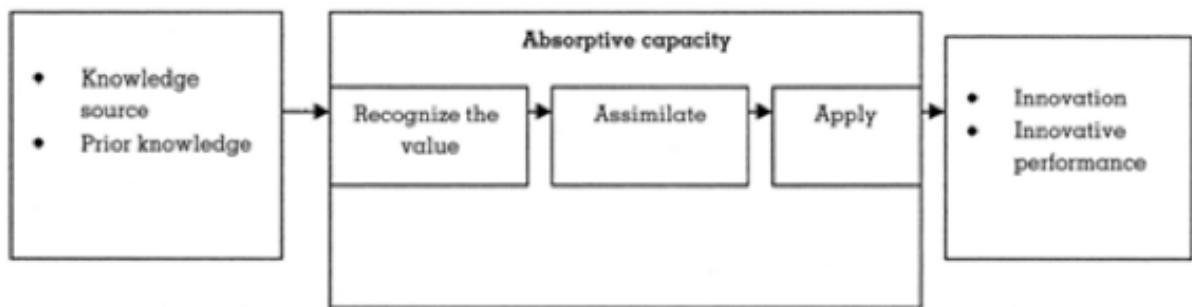 Absorptive capacity
• Knowledge
source
• Prior knowledge
Recognize the
value
Assimilate
Apply
• Innovation
• Innovative
performance